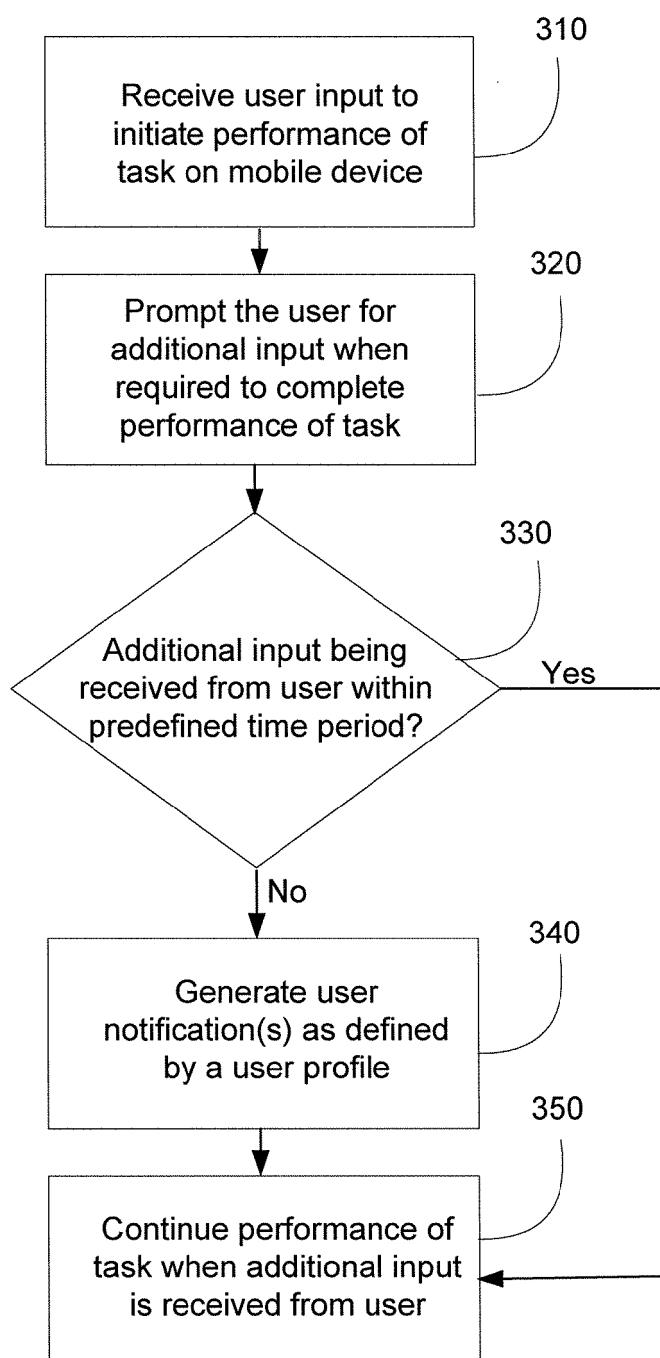 310
Receive user input to
initiate performance of
task on mobile device
320
Prompt the user for
additional input when
required to complete
performance of task
330
Additional input being
received from user within
predefined time period?
Yes
No
340
Generate user
notification(s) as defined
by a user profile
350
Continue performance of
task when additional input
is received from user